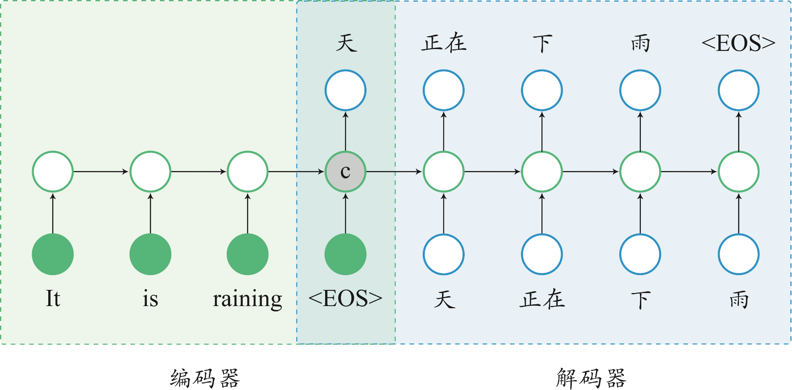 天 正在 下 雨 <EOS>
c
It is raining <EOS> 天 正在 下 雨
编码器 解码器